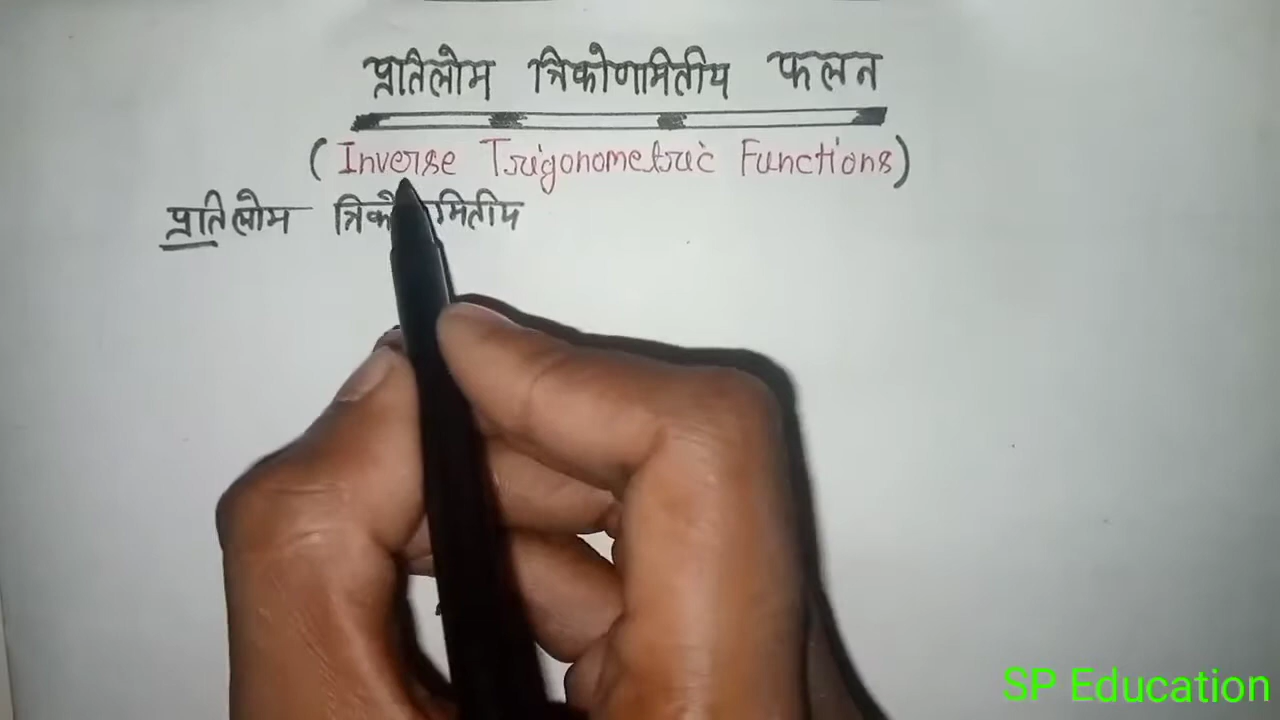 प्रतिलोम त्रिकोणमितीय फलन
(Inverse Trigonometric Functions)
प्रतिलोम
SP Education